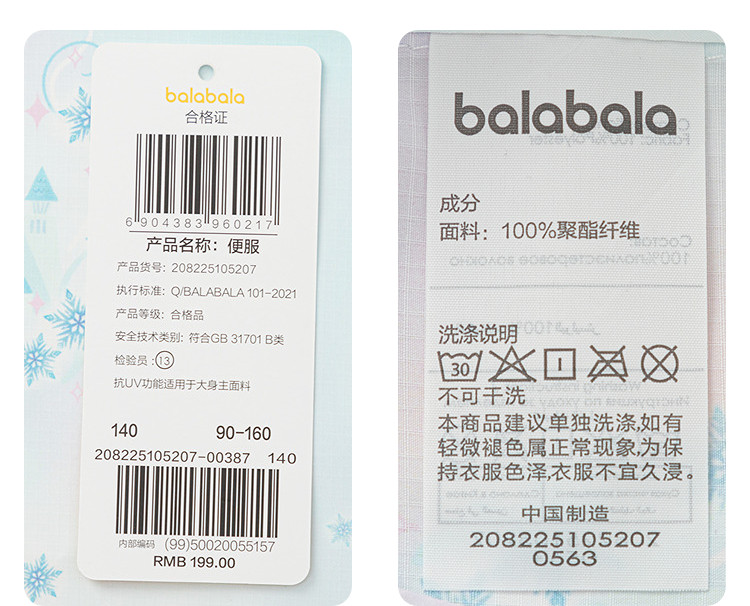 balabala
合格证
6 904383 960217
产品名称：便服
产品货号：208225105207
执行标准：Q/BALABALA 101-2021
产品等级：合格品
安全技术类别：符合GB 31701 B类
检验员：13
抗UV功能适用于大身主面料
140 90-160
208225105207-00387 140
内部编码 (99)50020055157
RMB 199.00
balabala
成分
面料：100%聚酯纤维
洗涤说明
30
不可干洗
本商品建议单独洗涤,如有
轻微褪色属正常现象,为保
持衣服色泽,衣服不宜久浸。
中国制造
208225105207
0563